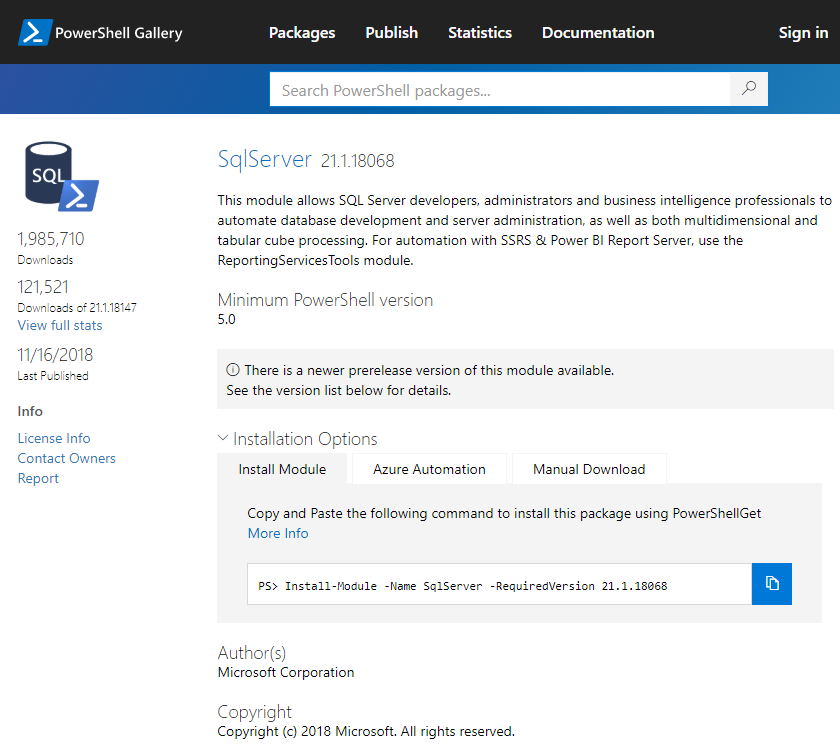 PowerShell Gallery
Packages
Publish
Statistics
Documentation
Sign in
Search PowerShell packages...
SQL
1,985,710
Downloads
121,521
Downloads of 21.1.18147
View full stats
11/16/2018
Last Published
Info
License Info
Contact Owners
Report
SqlServer 21.1.18068
This module allows SQL Server developers, administrators and business intelligence professionals to
automate database development and server administration, as well as both multidimensional and
tabular cube processing. For automation with SSRS & Power BI Report Server, use the
ReportingServicesTools module.
Minimum PowerShell version
5.0
There is a newer prerelease version of this module available.
See the version list below for details.
Installation Options
Install Module
Azure Automation
Manual Download
Copy and Paste the following command to install this package using PowerShellGet
More Info
PS> Install-Module -Name SqlServer -RequiredVersion 21.1.18068
Author(s)
Microsoft Corporation
Copyright
Copyright (c) 2018 Microsoft. All rights reserved.